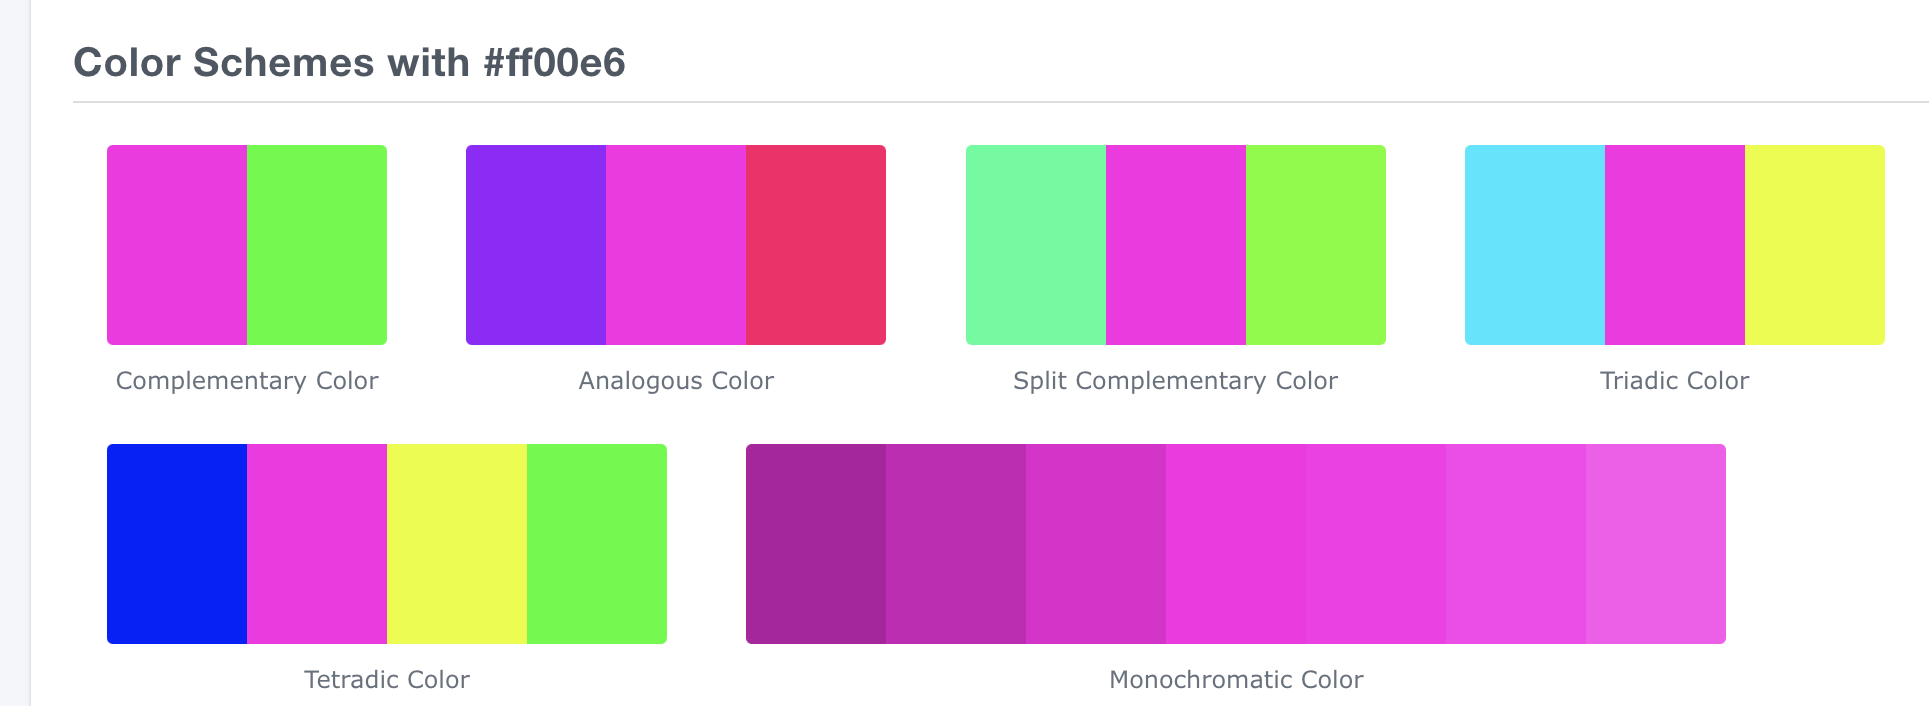 Color Schemes with #ff00e6
Complementary Color
Analogous Color
Split Complementary Color
Triadic Color
Tetradic Color
Monochromatic Color